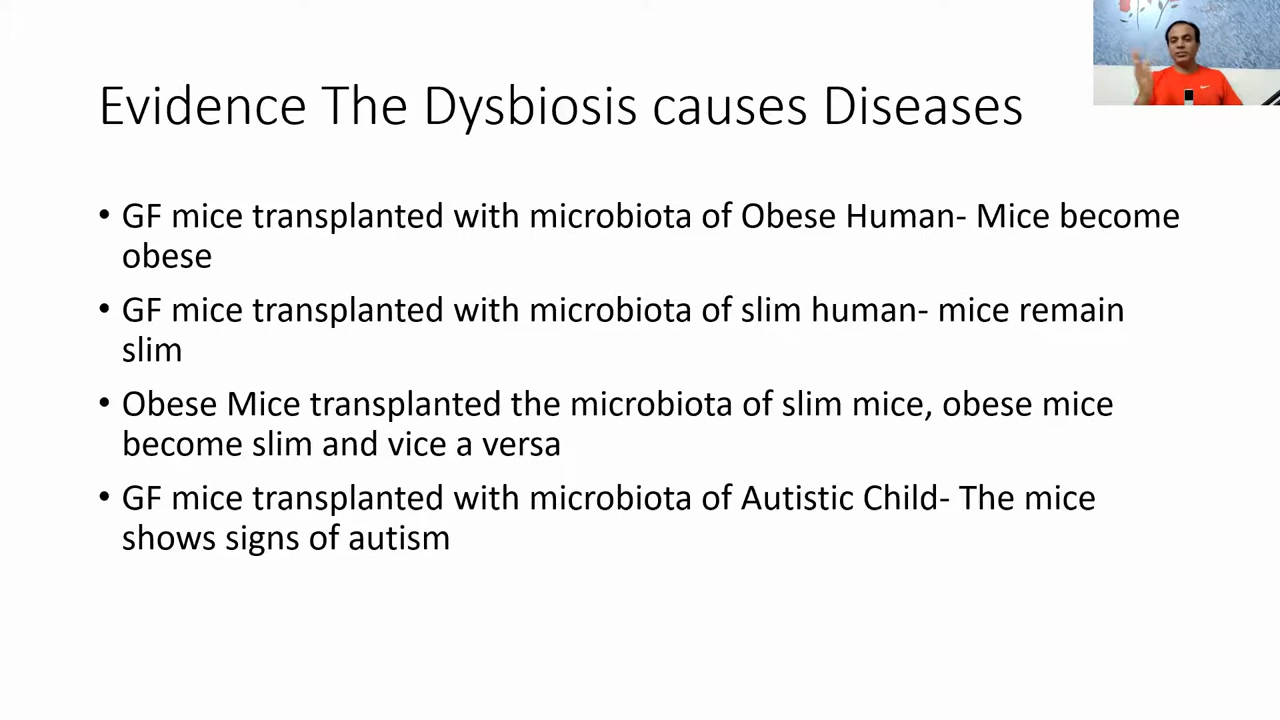 Evidence The Dysbiosis causes Diseases
• GF mice transplanted with microbiota of Obese Human- Mice become
obese
• GF mice transplanted with microbiota of slim human- mice remain
slim
• Obese Mice transplanted the microbiota of slim mice, obese mice
become slim and vice a versa
• GF mice transplanted with microbiota of Autistic Child- The mice
shows signs of autism